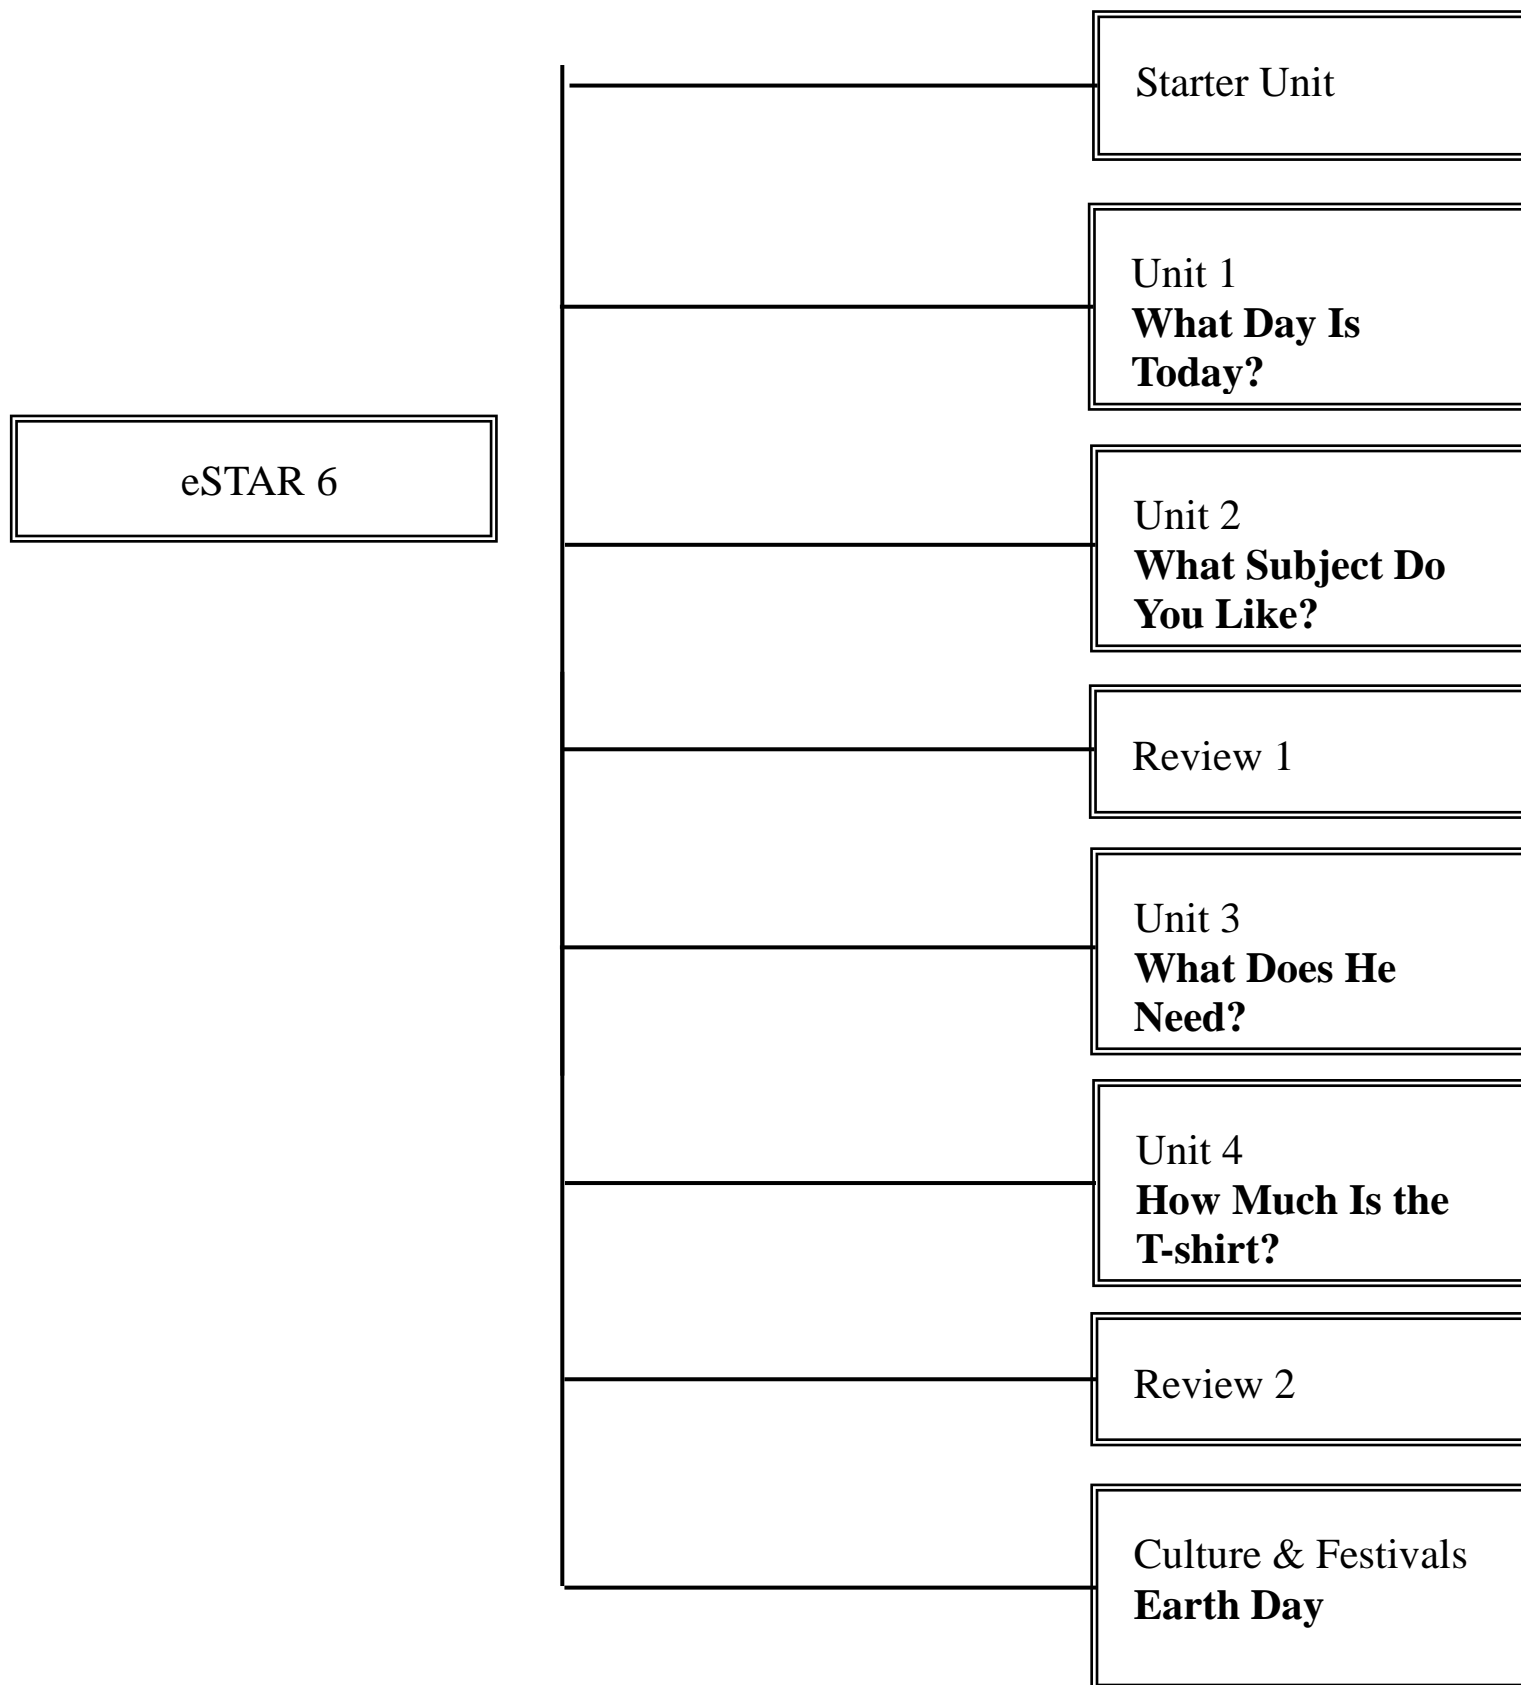 Starter Unit
Unit 1
What Day Is
Today?
eSTAR 6
Unit 2
What Subject Do
You Like?
Review 1
Unit 3
What Does He
Need?
Unit 4
How Much Is the
T-shirt?
Review 2
Culture & Festivals
Earth Day